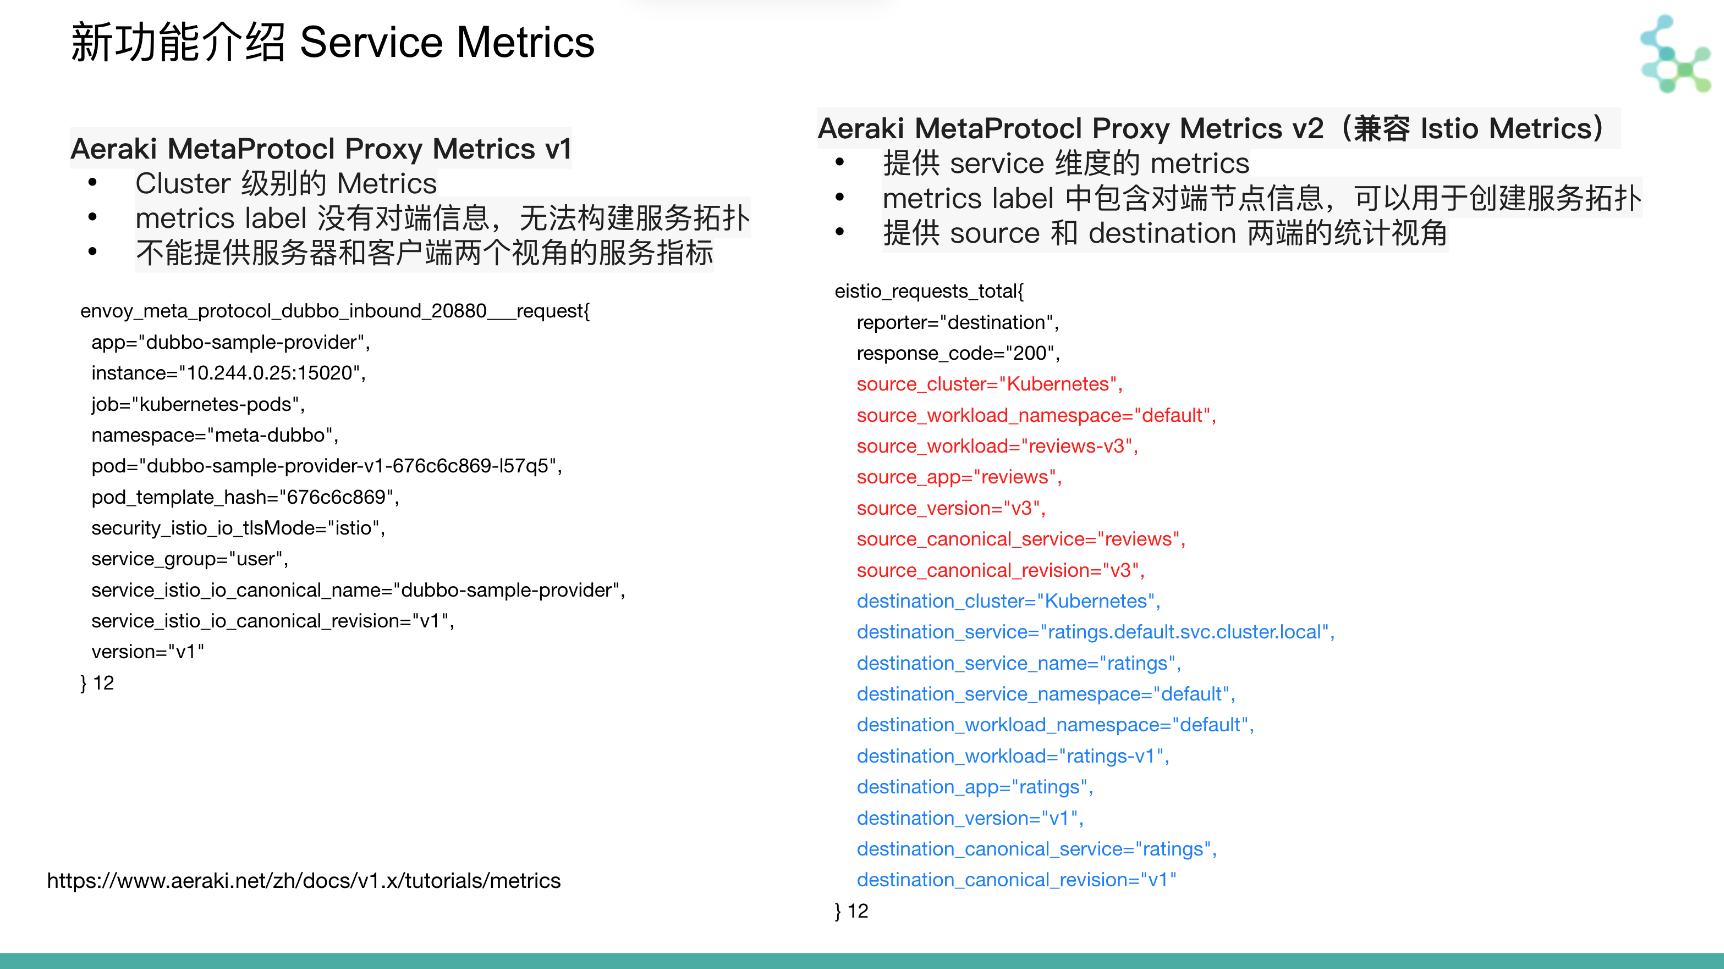 新功能介绍 Service Metrics
Aeraki MetaProtocl Proxy Metrics v1
• Cluster 级别的 Metrics
• metrics label 没有对端信息，无法构建服务拓扑
• 不能提供服务器和客户端两个视角的服务指标
envoy_meta_protocol_dubbo_inbound_20880___request{
app="dubbo-sample-provider",
instance="10.244.0.25:15020",
job="kubernetes-pods",
namespace="meta-dubbo",
pod="dubbo-sample-provider-v1-676c6c869-l57q5",
pod_template_hash="676c6c869",
security_istio_io_tlsMode="istio",
service_group="user",
service_istio_io_canonical_name="dubbo-sample-provider",
service_istio_io_canonical_revision="v1",
version="v1"
} 12
https://www.aeraki.net/zh/docs/v1.x/tutorials/metrics
Aeraki MetaProtocl Proxy Metrics v2（兼容 Istio Metrics）
• 提供 service 维度的 metrics
• metrics label 中包含对端节点信息，可以用于创建服务拓扑
• 提供 source 和 destination 两端的统计视角
eistio_requests_total{
reporter="destination",
response_code="200",
source_cluster="Kubernetes",
source_workload_namespace="default",
source_workload="reviews-v3",
source_app="reviews",
source_version="v3",
source_canonical_service="reviews",
source_canonical_revision="v3",
destination_cluster="Kubernetes",
destination_service="ratings.default.svc.cluster.local",
destination_service_name="ratings",
destination_service_namespace="default",
destination_workload_namespace="default",
destination_workload="ratings-v1",
destination_app="ratings",
destination_version="v1",
destination_canonical_service="ratings",
destination_canonical_revision="v1"
} 12